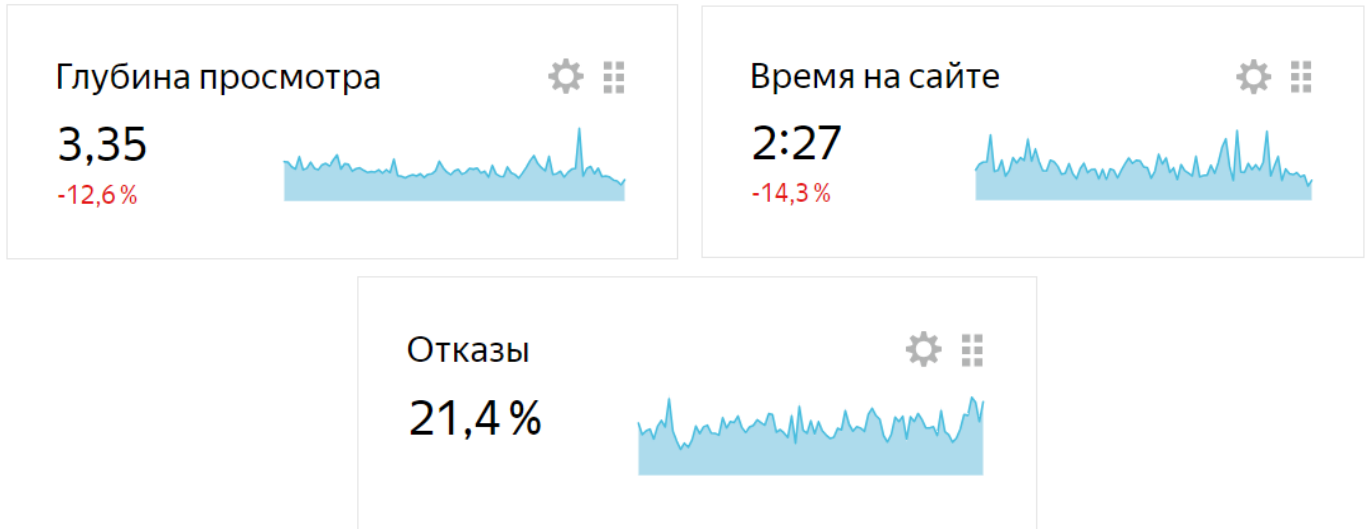 Глубина просмотра
3,35
-12,6 %
Время на сайте
2:27
-14,3 %
Отказы
21,4 %